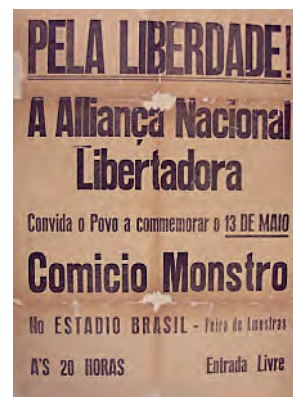 PELA LIBERDADE!
A Alliança Nacional
Libertadora
Convida o Povo a commemorar o 13 DE MAIO
Comicio Monstro
No ESTADIO BRASIL - Feira de Amostras
A'S 20 HORAS Entrada Livre